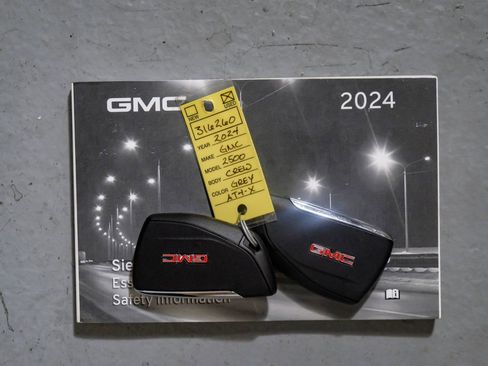 GMC
2024
NEW
USED
316260
YEAR 2024
MAKE GMC
MODEL 2500
BODY CREW
COLOR GREY
AT4-X
GMC
GMC
Sie
Ess
Safety Information